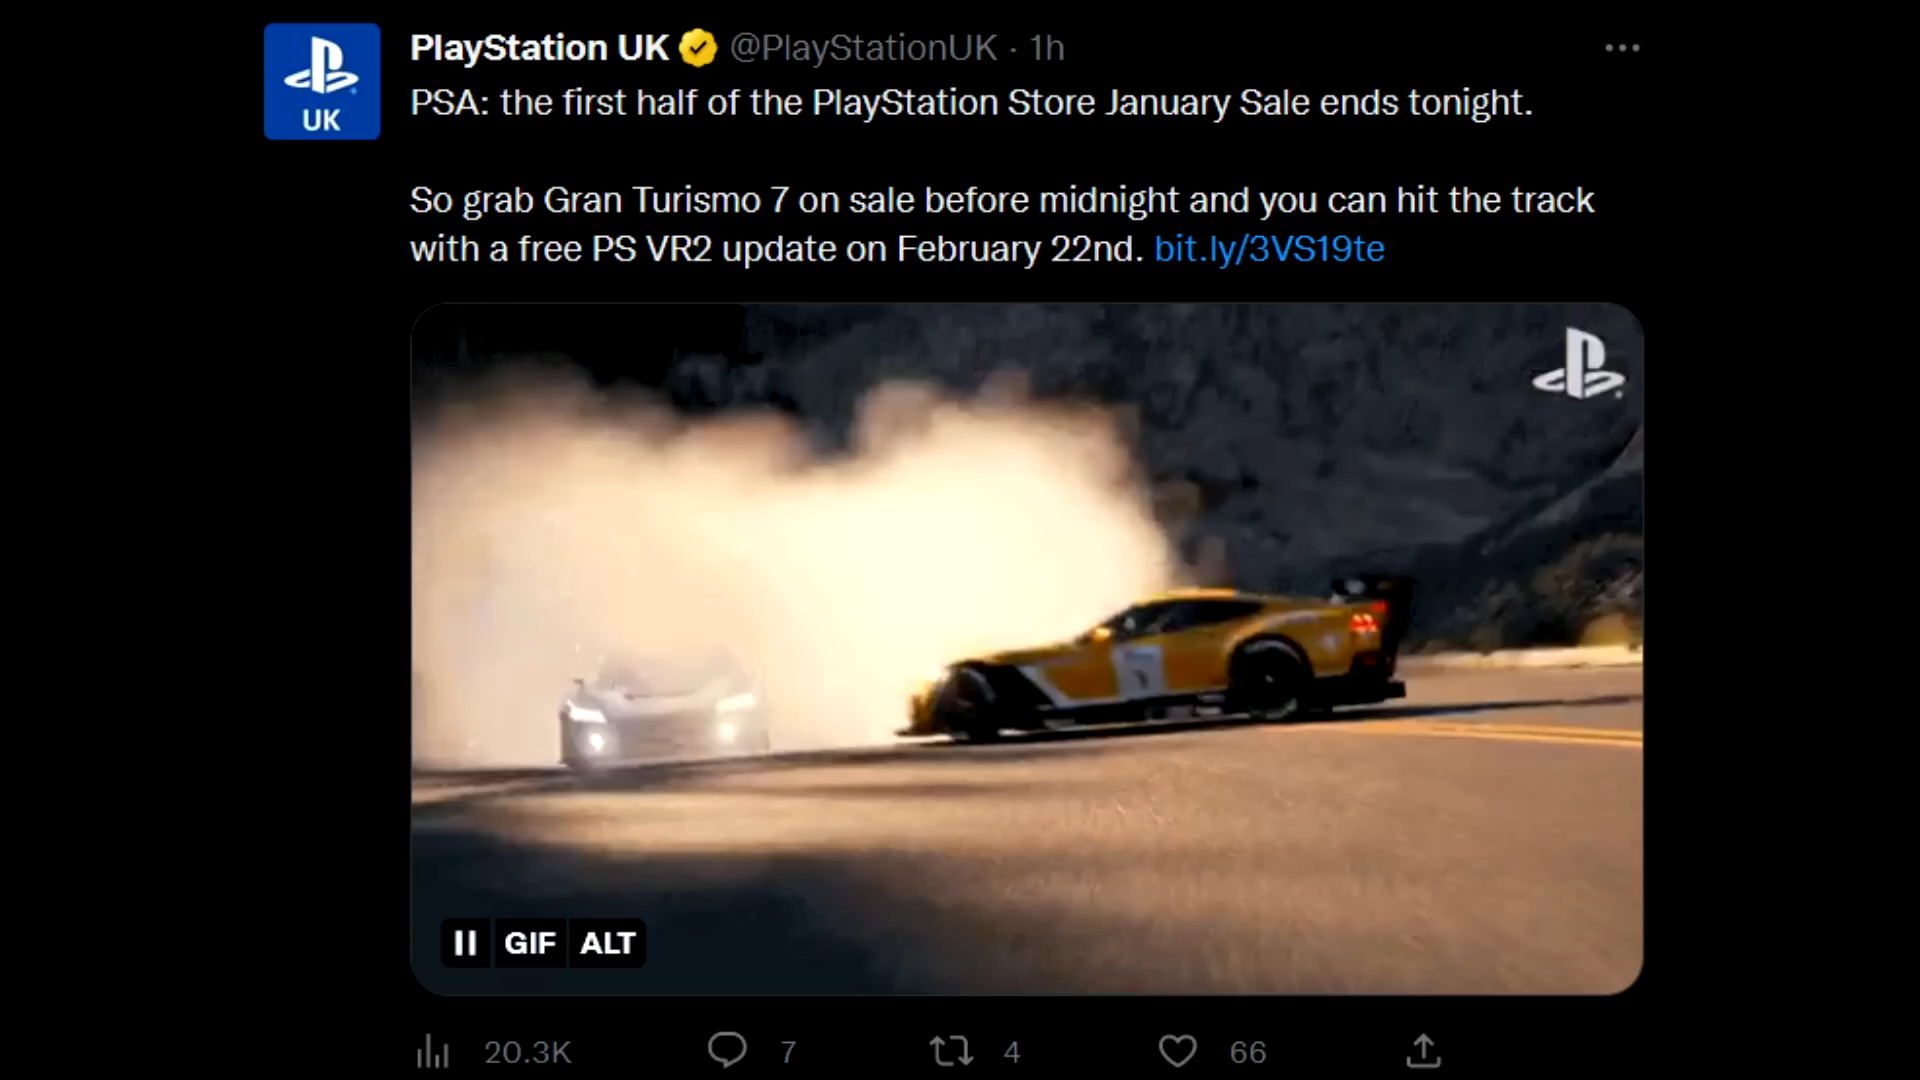 PlayStation UK @PlayStationUK · 1h
UK
PSA: the first half of the PlayStation Store January Sale ends tonight.
So grab Gran Turismo 7 on sale before midnight and you can hit the track
with a free PS VR2 update on February 22nd. bit.ly/3VS19te
GIF ALT
20.3K 7 4 66